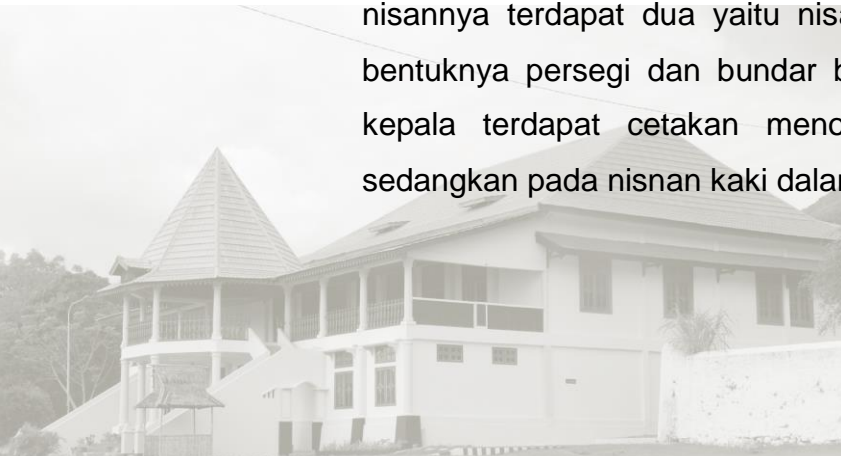 nisannya terdapat dua yaitu
bentuknya persegi dan bundar
kepala terdapat cetakan
sedangkan pada nisnan kaki